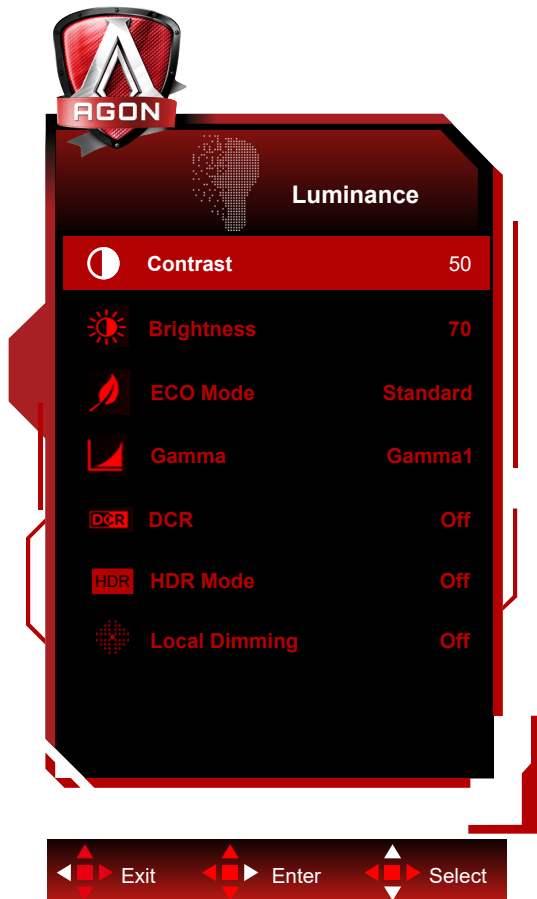 AGON
Luminance
Contrast 50
Brightness 70
ECO Mode Standard
Gamma Gamma1
DCR DCR Off
HDR HDR Mode Off
Local Dimming Off
Exit Enter Select